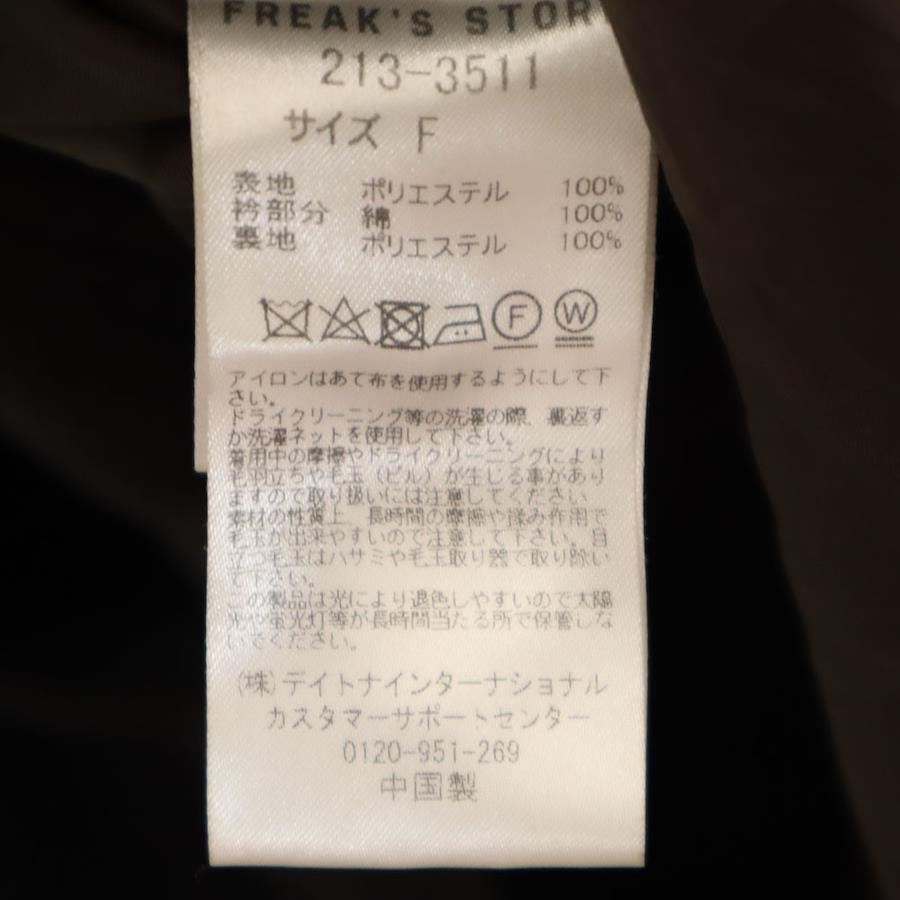 FREAK'S STOR
213-3511
サイズ F
表地 ポリエステル 100%
衿部分 綿 100%
裏地 ポリエステル 100%
F W
アイロンはあて布を使用するようにして下
さい。
ドライクリーニング等の洗濯の際、裏返す
か洗濯ネットを使用して下さい。
着用中の摩擦やドライクリーニングにより
毛羽立ちや毛玉(ピル)が生じる事があり
ますので取り扱いには注意してください
素材の性質上、長時間の摩擦や揉み作用で
毛玉が出来やすいので注意して下さい。目
立つ毛玉はハサミや毛玉取り器で取り除い
て下さい。
この製品は光により退色しやすいので太陽
光や蛍光灯等が長時間当たる所で保管しな
いでください。
(株)デイトナインターナショナル
カスタマーサポートセンター
0120-951-269
中国製